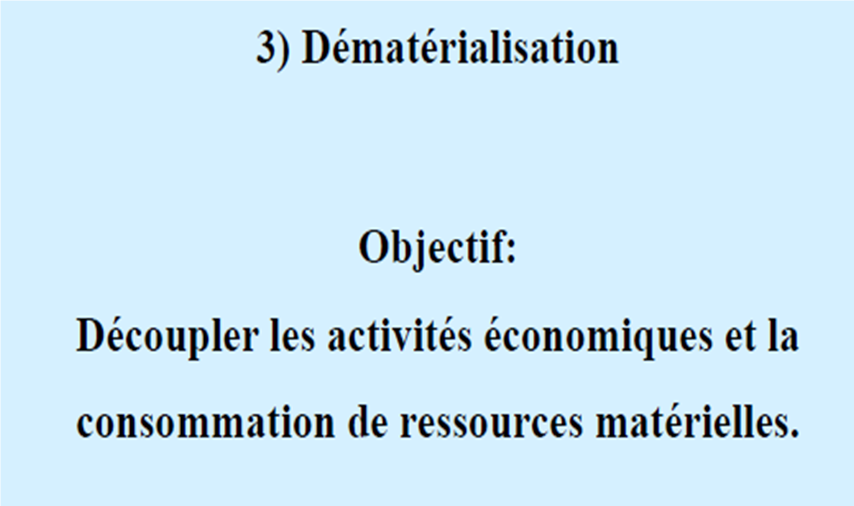 3) Dématérialisation
Objectif:
Découpler les activités économiques et la
consommation de ressources matérielles.